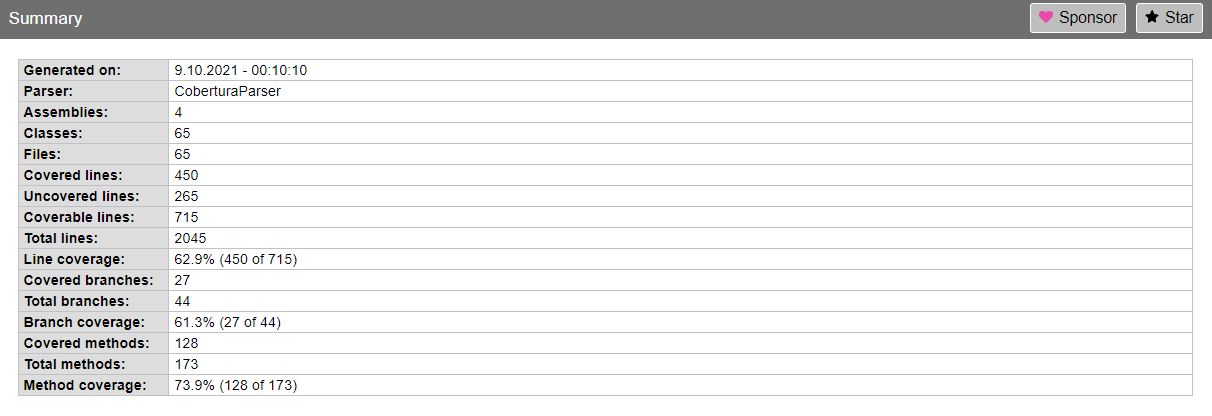 Summary
Sponsor
Star
Generated on: 9.10.2021 - 00:10:10
Parser: CoberturaParser
Assemblies: 4
Classes: 65
Files: 65
Covered lines: 450
Uncovered lines: 265
Coverable lines: 715
Total lines: 2045
Line coverage: 62.9% (450 of 715)
Covered branches: 27
Total branches: 44
Branch coverage: 61.3% (27 of 44)
Covered methods: 128
Total methods: 173
Method coverage: 73.9% (128 of 173)